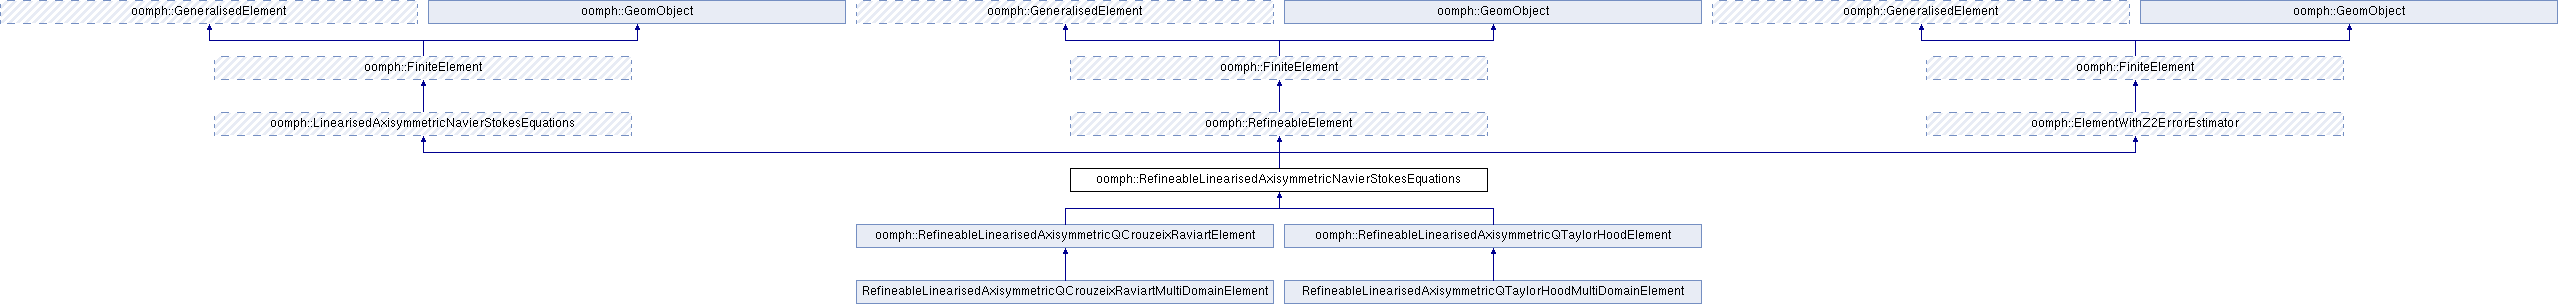 oomph::GeneralisedElement
oomph::GeomObject
oomph::GeneralisedElement
oomph::GeomObject
oomph::GeneralisedElement
oomph::GeomObject
oomph::FiniteElement
oomph::FiniteElement
oomph::FiniteElement
oomph::LinearisedAxisymmetricNavierStokesEquations
oomph::RefineableElement
oomph::ElementWithZ2ErrorEstimator
oomph::RefineableLinearisedAxisymmetricNavierStokesEquations
oomph::RefineableLinearisedAxisymmetricQCrouzeixRaviartElement
oomph::RefineableLinearisedAxisymmetricQTaylorHoodElement
RefineableLinearisedAxisymmetricQCrouzeixRaviartMultiDomainElement
RefineableLinearisedAxisymmetricQTaylorHoodMultiDomainElement